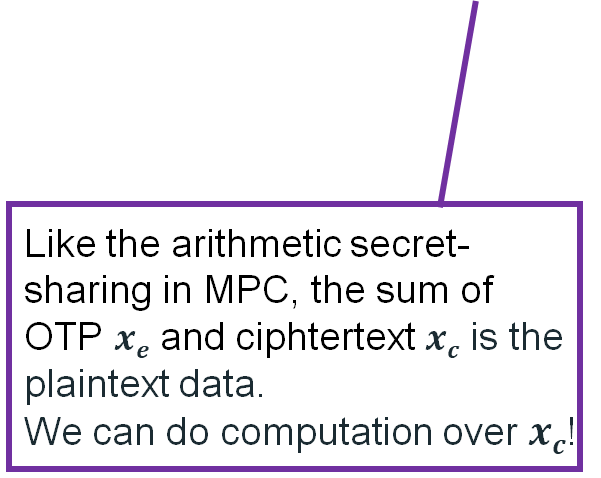 Like the arithmetic secret-
sharing in MPC, the sum of
OTP xₑ and ciphtertext x_c is the
plaintext data.
We can do computation over x_c!